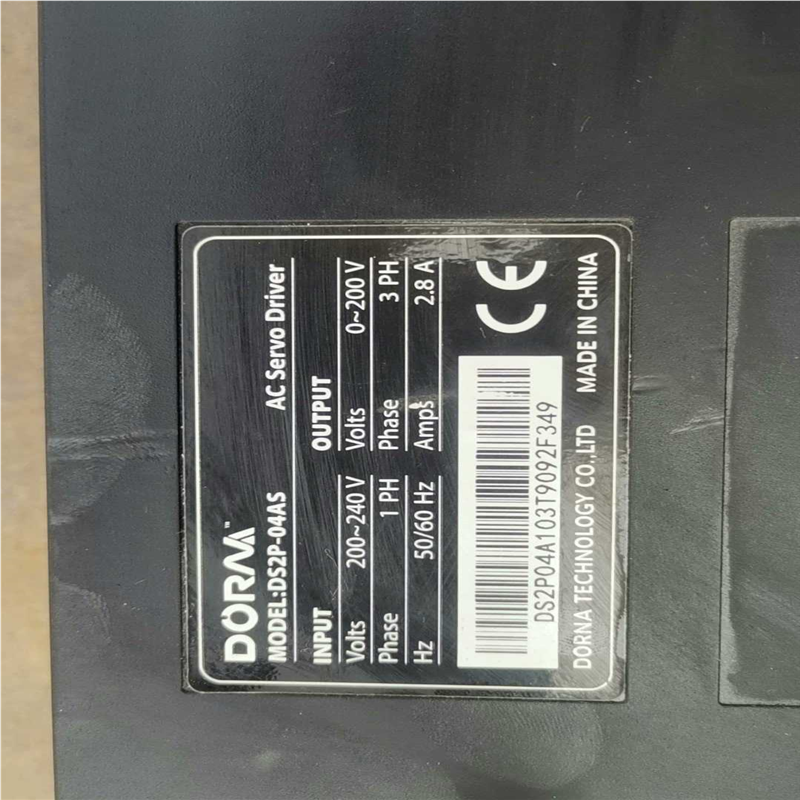 DORNA™
MODEL:DS2P-04AS AC Servo Driver
INPUT OUTPUT
Volts 200~240 V Volts 0~200 V
Phase 1 PH Phase 3 PH
Hz 50/60 Hz Amps 2.8 A
DS2P04A103T9092F349
CE
DORNA TECHNOLOGY CO.,LTD MADE IN CHINA